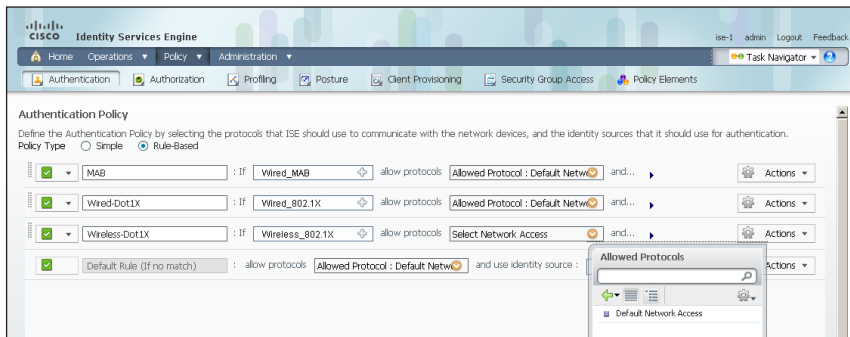 cisco Identity Services Engine
ise-1 admin Logout Feedback
Home Operations Policy Administration
Task Navigator
Authentication Authorization Profiling Posture Client Provisioning Security Group Access Policy Elements
Authentication Policy
Define the Authentication Policy by selecting the protocols that ISE should use to communicate with the network devices, and the identity sources that it should use for authentication.
Policy Type Simple Rule-Based
MAB : If Wired_MAB allow protocols Allowed Protocol : Default Netw and... Actions
Wired-Dot1X : If Wired_802.1X allow protocols Allowed Protocol : Default Netw and... Actions
Wireless-Dot1X : If Wireless_802.1X allow protocols Select Network Access and... Actions
Default Rule (If no match) : allow protocols Allowed Protocol : Default Netw and use identity source : Actions
Allowed Protocols
Default Network Access